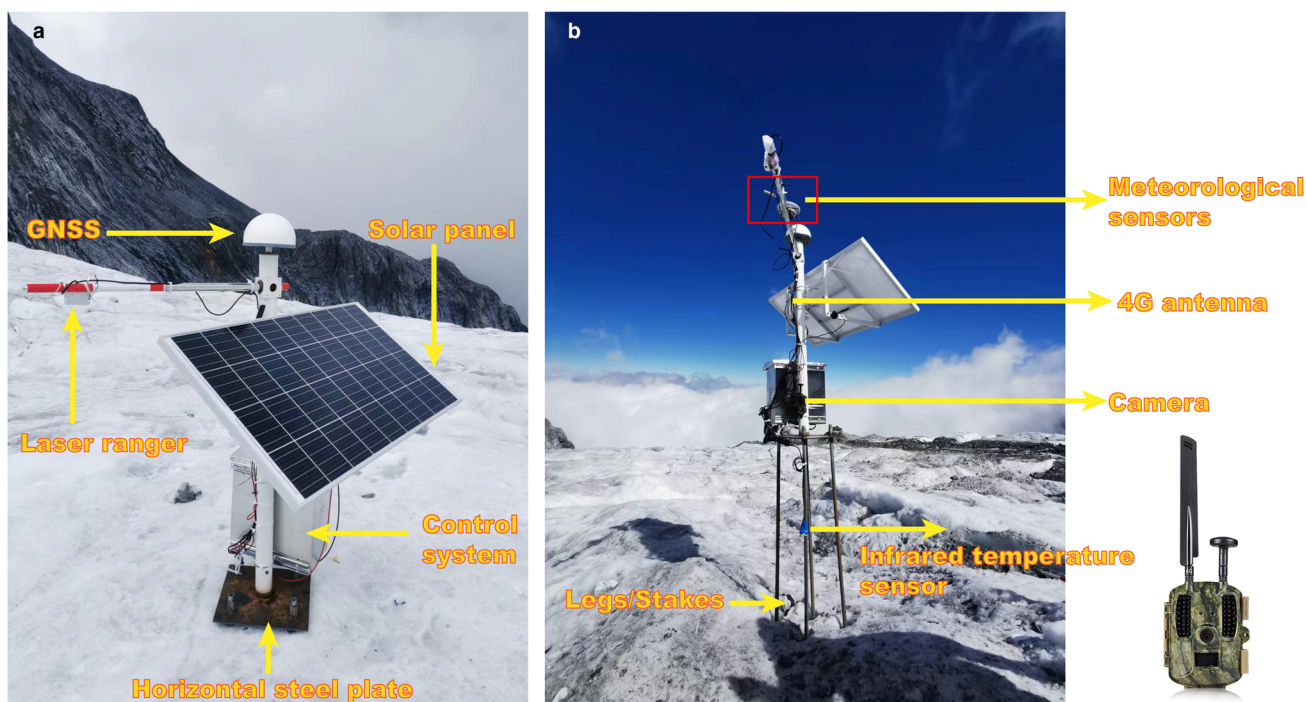 a
GNSS
Solar panel
Laser ranger
Control
system
Horizontal steel plate
b
Meteorological
sensors
4G antenna
Camera
Infrared temperature
sensor
Legs/Stakes